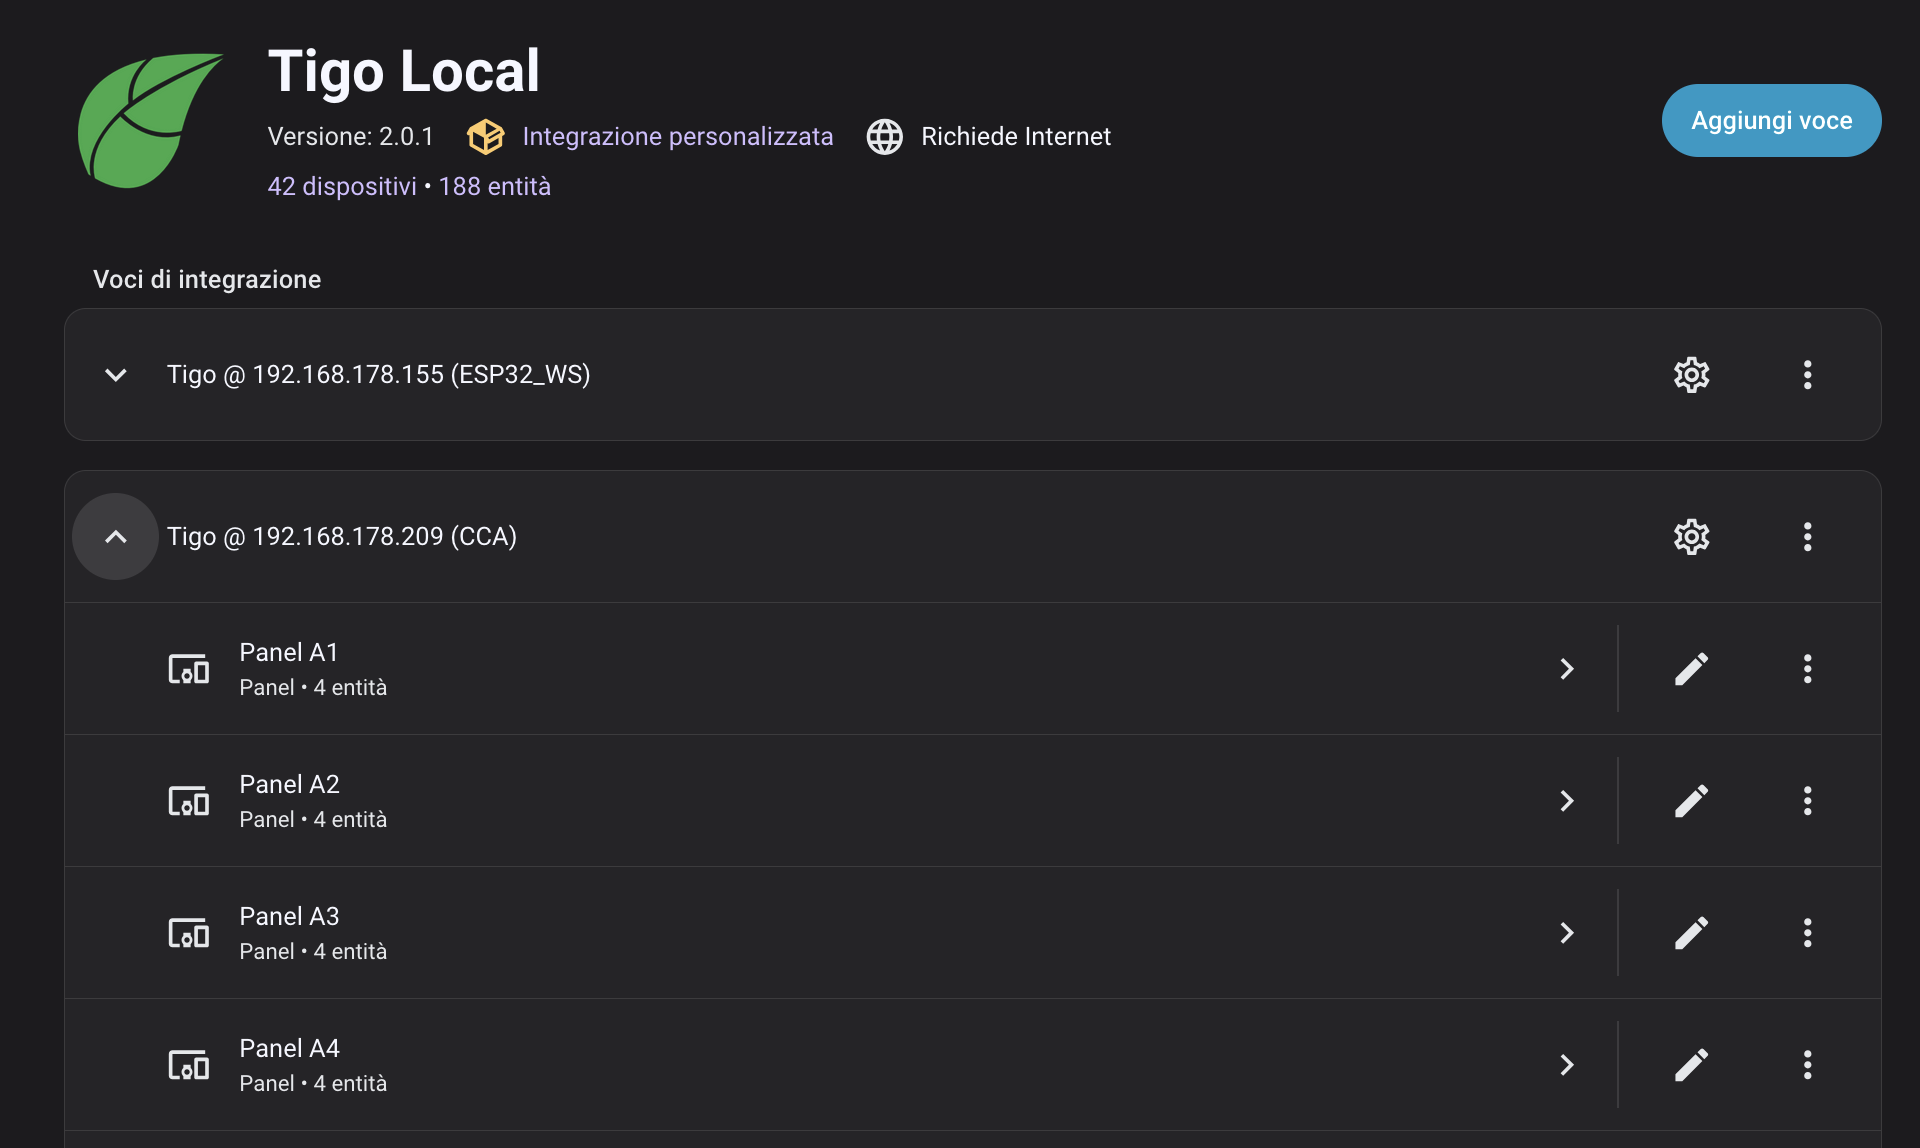 Tigo Local
Versione: 2.0.1 Integrazione personalizzata Richiede Internet
42 dispositivi • 188 entità
Aggiungi voce
Voci di integrazione
Tigo @ 192.168.178.155 (ESP32_WS)
Tigo @ 192.168.178.209 (CCA)
Panel A1
Panel • 4 entità
Panel A2
Panel • 4 entità
Panel A3
Panel • 4 entità
Panel A4
Panel • 4 entità